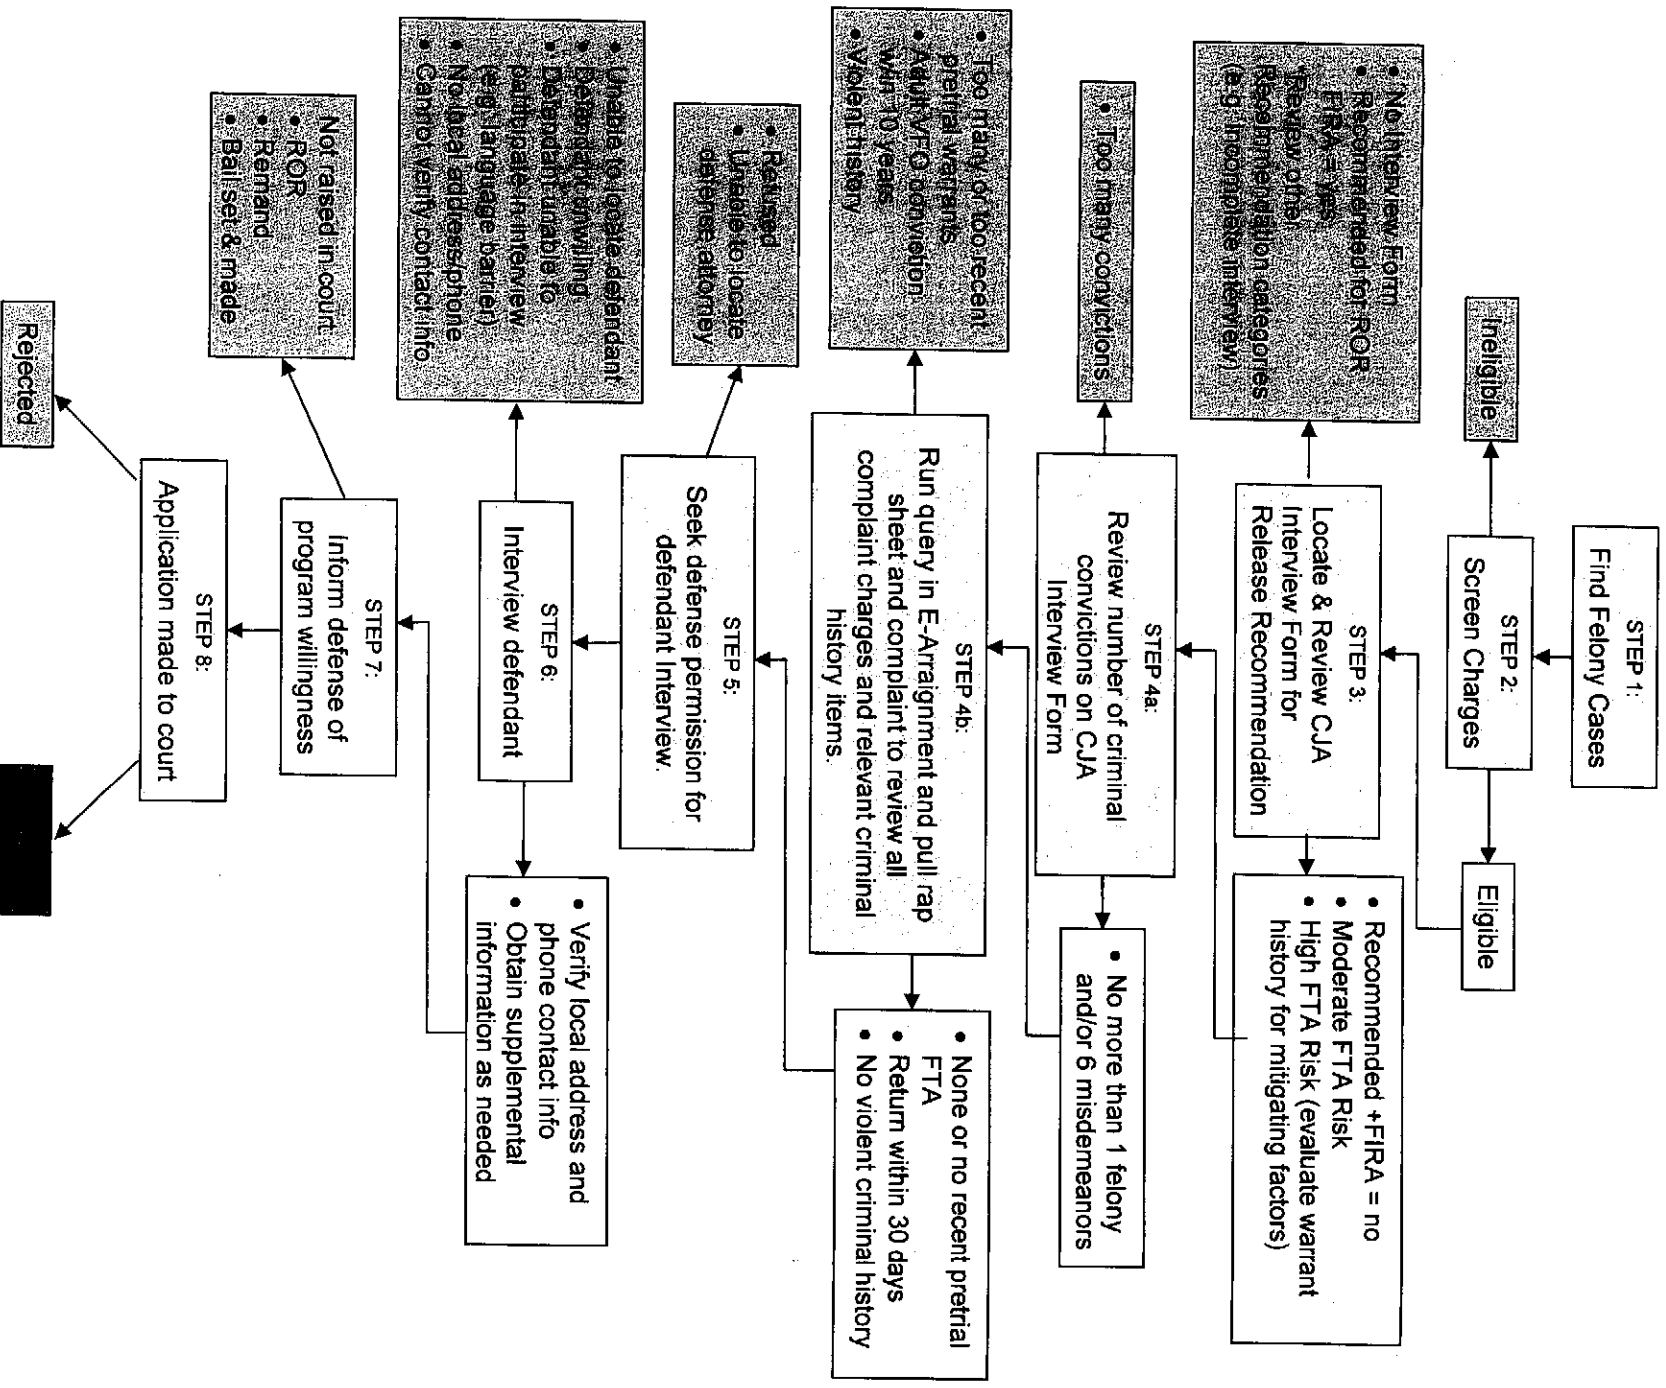 STEP 1:
Find Felony Cases
STEP 2:
Screen Charges
Ineligible
Eligible
STEP 3:
Locate & Review CJA
Interview Form for
Release Recommendation
• No Interview Form
• Recommended for ROR
FIRA = yes
*Review other
Recommendation categories
(e.g. Incomplete interview)
• Recommended +FIRA = no
• Moderate FTA Risk
• High FTA Risk (evaluate warrant
history for mitigating factors)
STEP 4a:
Review number of criminal
convictions on CJA
Interview Form
• Too many convictions
• No more than 1 felony
and/or 6 misdemeanors
STEP 4b:
Run query in E-Arraignment and pull rap
sheet and complaint to review all
complaint charges and relevant criminal
history items.
• Too many or too recent
pretrial warrants
• Adult VFO conviction
w/in 10 years
• Violent history
• None or no recent pretrial
FTA
• Return within 30 days
• No violent criminal history
STEP 5:
Seek defense permission for
defendant Interview.
• Refused
• Unable to locate
defense attorney
STEP 6:
Interview defendant
• Unable to locate defendant
• Defendant unwilling
• Defendant unable to
participate in interview
(e.g. language barrier)
• No local address/phone
• Cannot verify contact info
• Verify local address and
phone contact info
• Obtain supplemental
information as needed
STEP 7:
Inform defense of
program willingness
Not raised in court
• ROR
• Remand
• Bail set & made
STEP 8:
Application made to court
Rejected